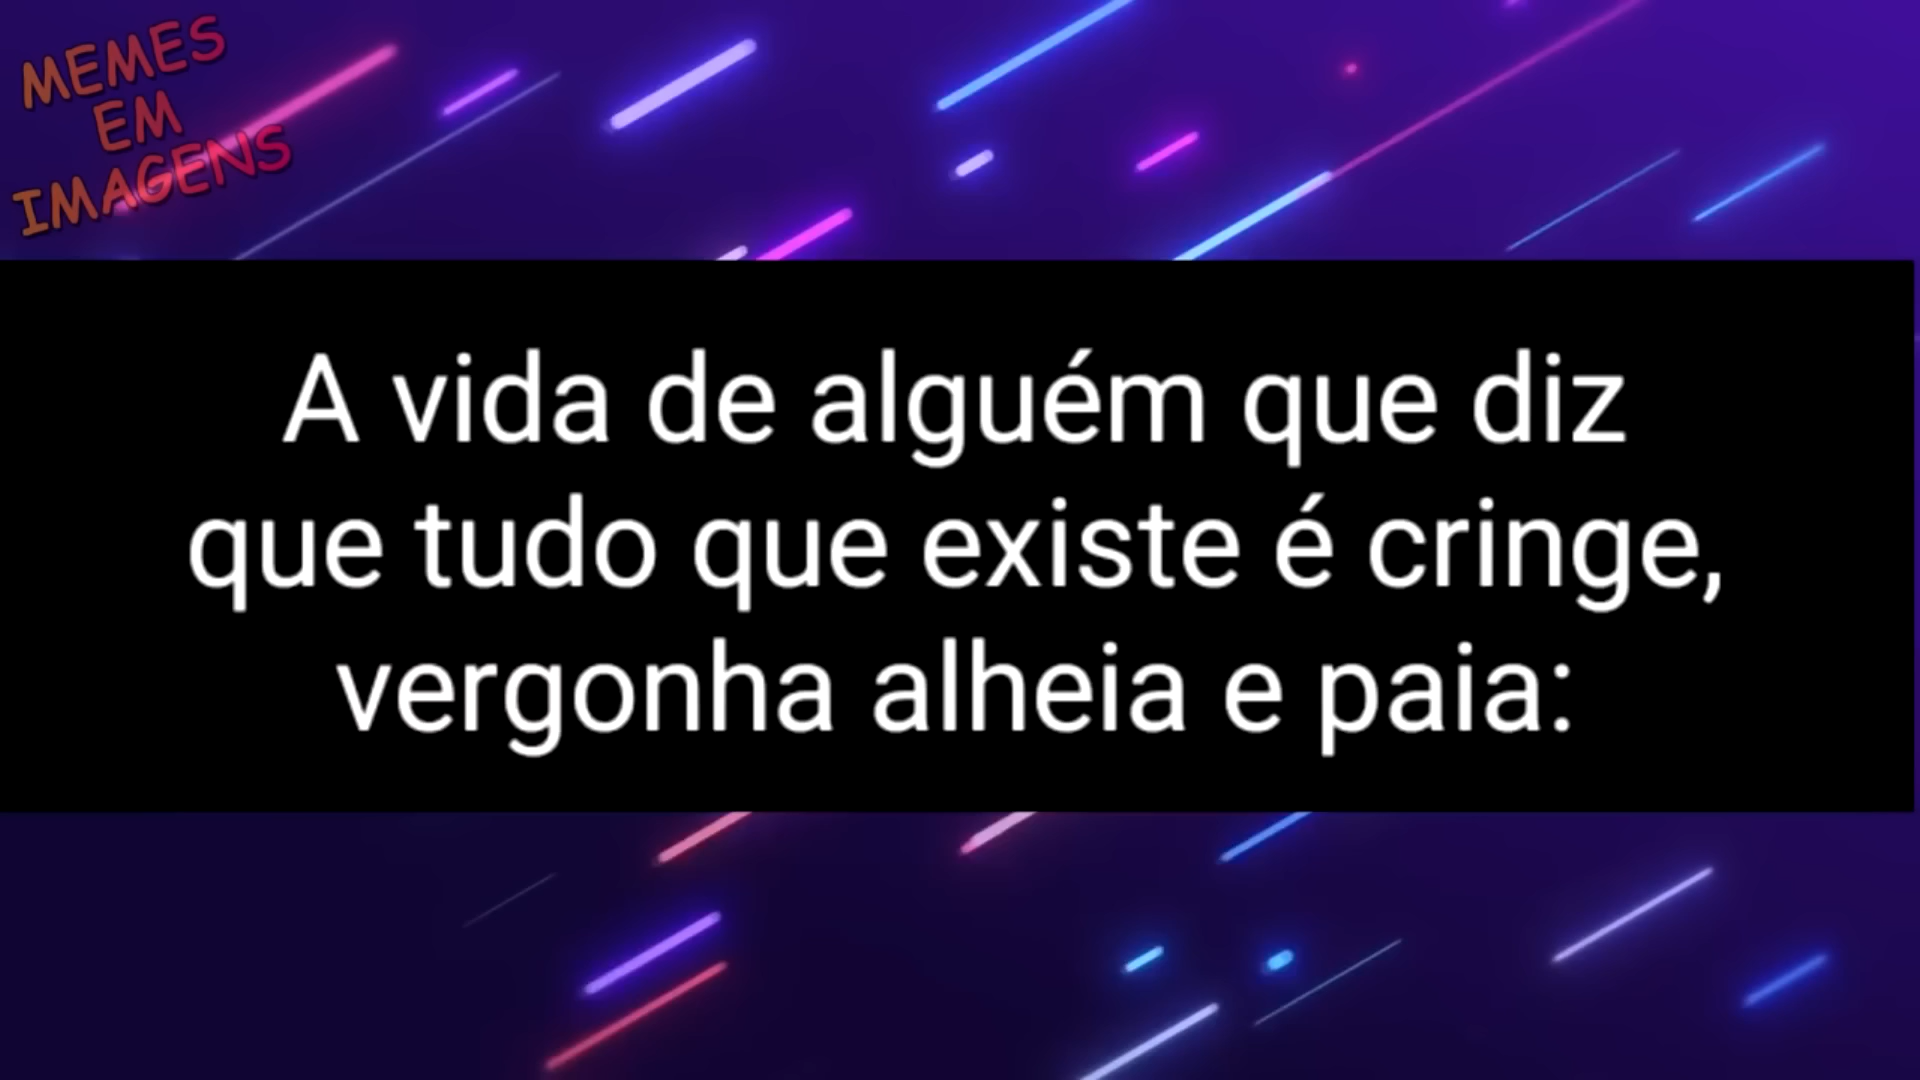 MEMES
EM
IMAGENS
A vida de alguém que diz
que tudo que existe é cringe,
vergonha alheia e paia: